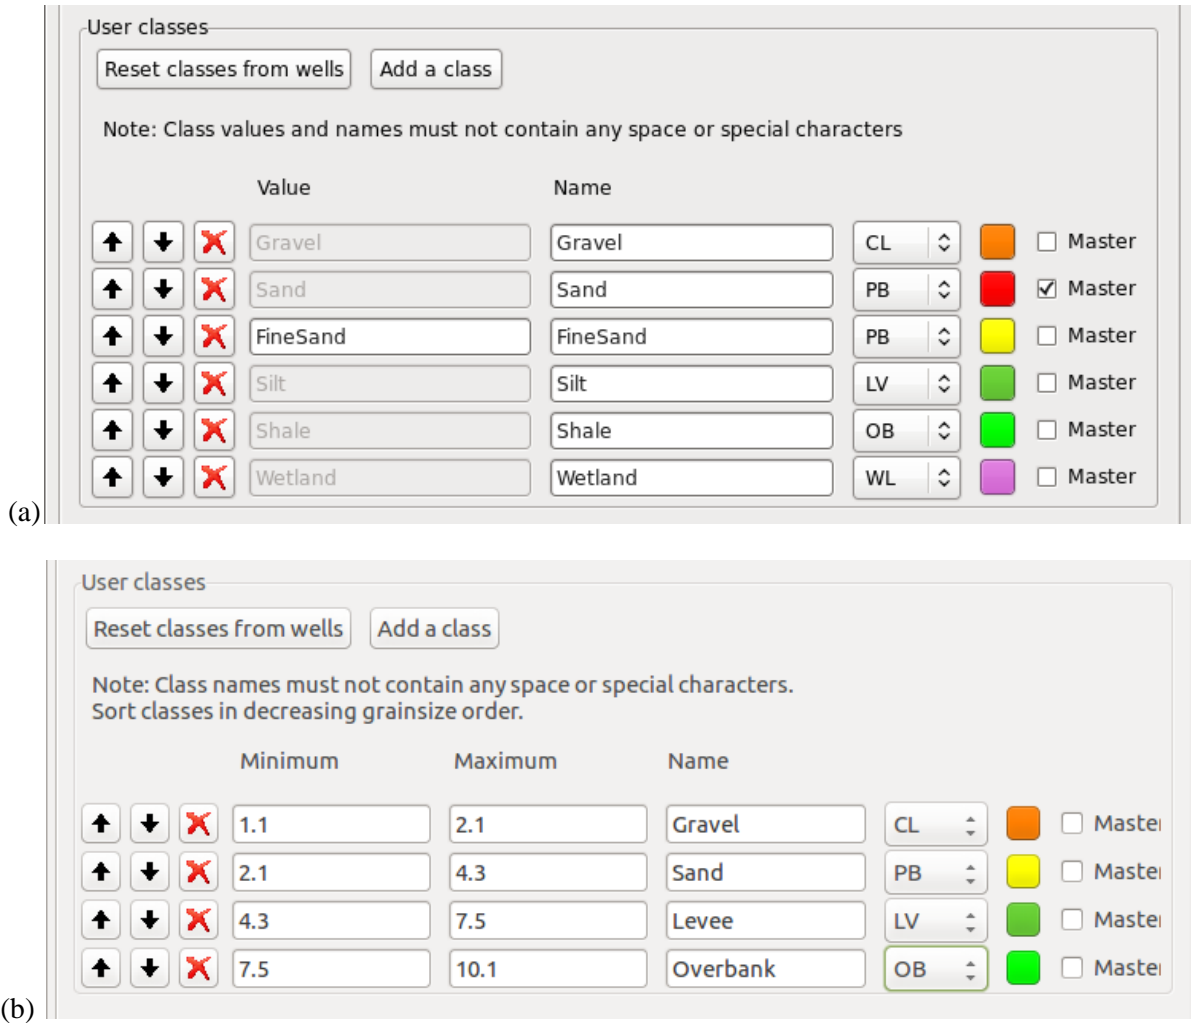 User classes
Reset classes from wells Add a class
Note: Class values and names must not contain any space or special characters
Value Name
Gravel Gravel CL Master
Sand Sand PB Master
FineSand FineSand PB Master
Silt Silt LV Master
Shale Shale OB Master
Wetland Wetland WL Master
(a)
User classes
Reset classes from wells Add a class
Note: Class names must not contain any space or special characters.
Sort classes in decreasing grainsize order.
Minimum Maximum Name
1.1 2.1 Gravel CL Master
2.1 4.3 Sand PB Master
4.3 7.5 Levee LV Master
7.5 10.1 Overbank OB Master
(b)